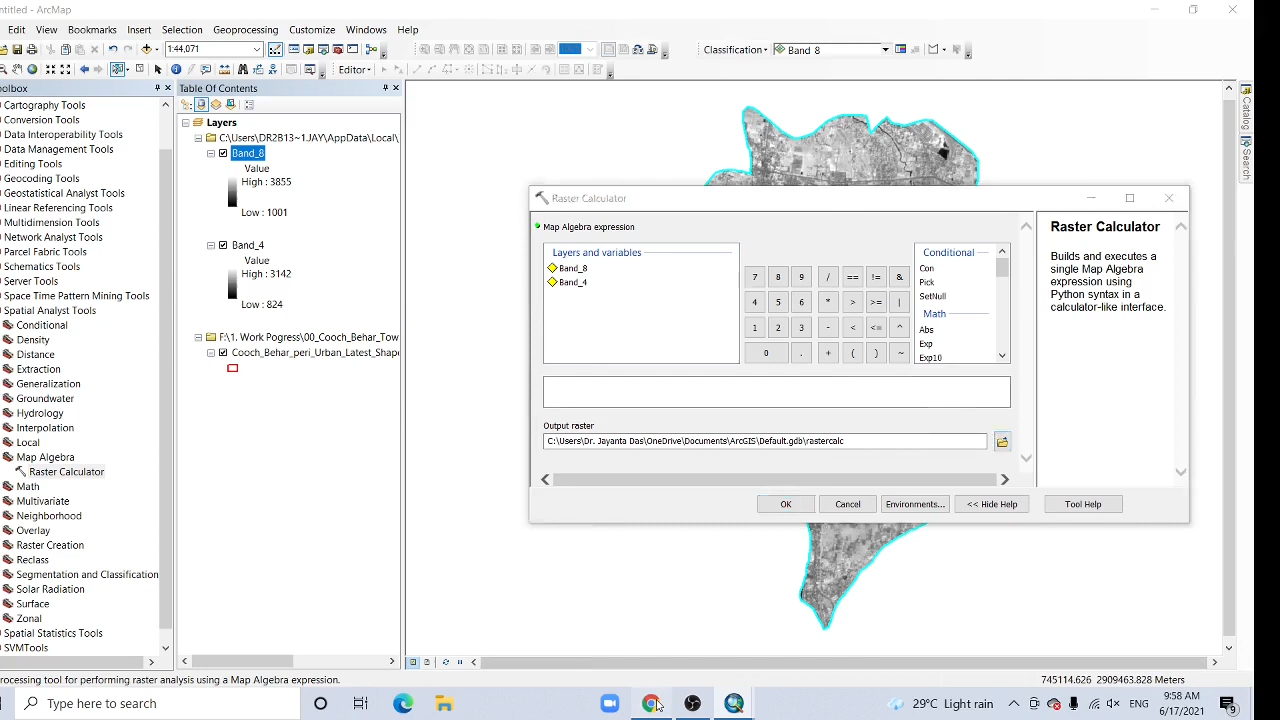 ntitled - ArcMap
Edit View Bookmarks Insert Selection Geoprocessing Customize Windows Help
1:44,071
Classification Band_8
Editor
oolbox
Cartography Tools
Conversion Tools
Data Interoperability Tools
Data Management Tools
Editing Tools
Geocoding Tools
Geostatistical Analyst Tools
Linear Referencing Tools
Multidimension Tools
Network Analyst Tools
Parcel Fabric Tools
Schematics Tools
Server Tools
Space Time Pattern Mining Tools
Spatial Analyst Tools
Conditional
Density
Distance
Extraction
Generalization
Groundwater
Hydrology
Interpolation
Local
Map Algebra
Raster Calculator
Math
Multivariate
Neighborhood
Overlay
Raster Creation
Reclass
Segmentation and Classification
Solar Radiation
Surface
Zonal
Spatial Statistics Tools
SVMTools
Table Of Contents
Layers
C:\Users\DR2B13~1.JAY\AppData\Local\
Band_8
Value
High : 3855
Low : 1001
Band_4
Value
High : 3142
Low : 824
F:\1. Work Pogress\00_Cooch_Behar_Tow
Cooch_Behar_peri_Urban_Latest_Shape
Catalog
Search
Raster Calculator
Map Algebra expression
Layers and variables
Band_8
Band_4
7 8 9 / == != &
4 5 6 * > >= |
1 2 3 - < <= ^
0 . + ( ) ~
Conditional
Con
Pick
SetNull
Math
Abs
Exp
Exp10
Output raster
C:\Users\Dr. Jayanta Das\OneDrive\Documents\ArcGIS\Default.gdb\rastercalc
OK Cancel Environments... << Hide Help Tool Help
Raster Calculator
Builds and executes a
single Map Algebra
expression using
Python syntax in a
calculator-like interface.
rocessing tool for performing raster analysis using a Map Algebra expression.
745114.626 2909463.828 Meters
Type here to search
29°C Light rain
9:58 AM
6/17/2021
9